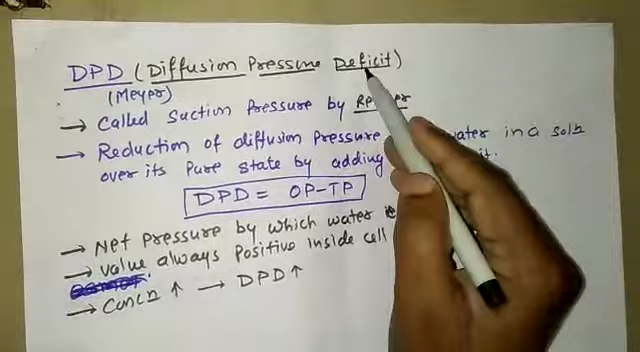 DPD (Diffusion Pressure Deficit)
(Meyer)
→ Called Suction Pressure by
→ Reduction of diffusion pressure water in a soln
over its Pure state by adding it.
DPD = OP-TP
→ Net pressure by which water
→ value always positive inside cell
→ Concn ↑ → DPD ↑